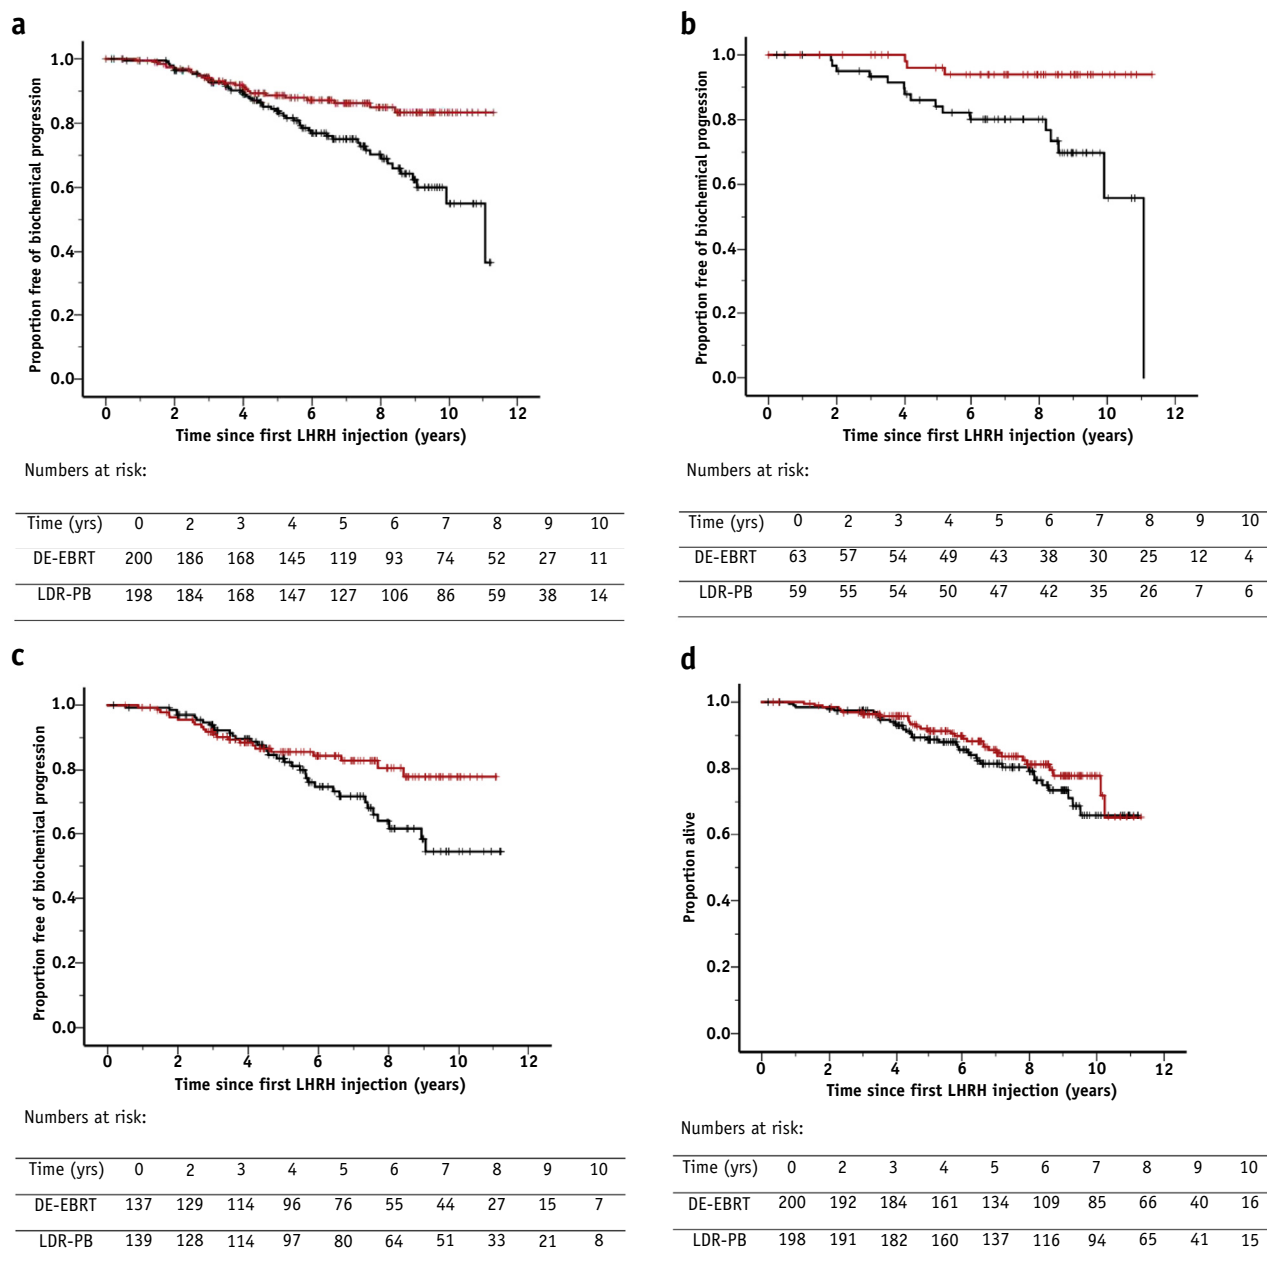 a
Proportion free of biochemical progression
1.0
0.8
0.6
0.4
0.2
0.0
0 2 4 6 8 10 12
Time since first LHRH injection (years)
Numbers at risk:
Time (yrs) 0 2 3 4 5 6 7 8 9 10
DE-EBRT 200 186 168 145 119 93 74 52 27 11
LDR-PB 198 184 168 147 127 106 86 59 38 14
b
Proportion free of biochemical progression
1.0
0.8
0.6
0.4
0.2
0.0
0 2 4 6 8 10 12
Time since first LHRH injection (years)
Numbers at risk:
Time (yrs) 0 2 3 4 5 6 7 8 9 10
DE-EBRT 63 57 54 49 43 38 30 25 12 4
LDR-PB 59 55 54 50 47 42 35 26 7 6
c
Proportion free of biochemical progression
1.0
0.8
0.6
0.4
0.2
0.0
0 2 4 6 8 10 12
Time since first LHRH injection (years)
Numbers at risk:
Time (yrs) 0 2 3 4 5 6 7 8 9 10
DE-EBRT 137 129 114 96 76 55 44 27 15 7
LDR-PB 139 128 114 97 80 64 51 33 21 8
d
Proportion alive
1.0
0.8
0.6
0.4
0.2
0.0
0 2 4 6 8 10 12
Time since first LHRH injection (years)
Numbers at risk:
Time (yrs) 0 2 3 4 5 6 7 8 9 10
DE-EBRT 200 192 184 161 134 109 85 66 40 16
LDR-PB 198 191 182 160 137 116 94 65 41 15